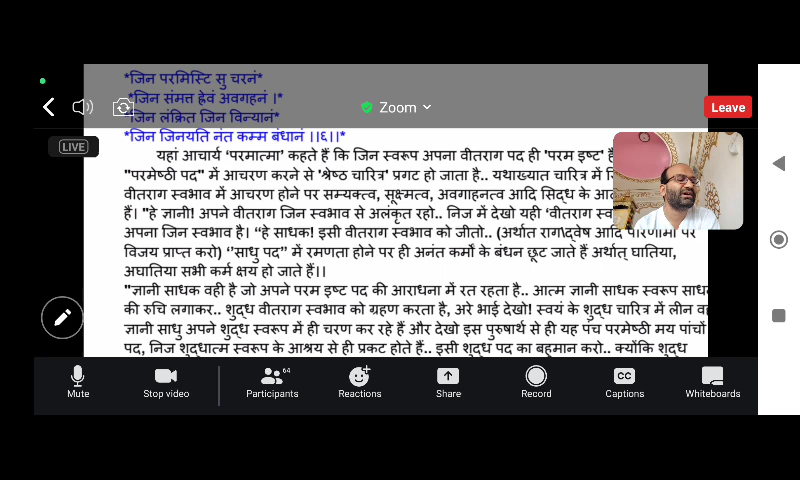 *जिन परमिस्टि सु चरनं*
*जिन संमत्त हेवं अवगहनं ।*
Zoom
Leave
जिन लंक्रित जिन विन्यानं*
*जिन जिनयति नंत कम्म बंधानं ।।६।।*
LIVE
यहां आचार्य ‘परमात्मा’ कहते हैं कि जिन स्वरूप अपना वीतराग पद ही 'परम इष्ट'
"परमेष्ठी पद" में आचरण करने से 'श्रेष्ठ चारित्र' प्रगट हो जाता है.. यथाख्यात चारित्र में
वीतराग स्वभाव में आचरण होने पर सम्यक्त्व, सूक्ष्मत्व, अवगाहनत्व आदि सिद्ध के
हैं। "हे ज्ञानी! अपने वीतराग जिन स्वभाव से अलंकृत रहो.. निज में देखो यही ‘वीतराग
अपना जिन स्वभाव है। “हे साधक! इसी वीतराग स्वभाव को जीतो.. (अर्थात राग\द्वेष आदि परिणामों पर
विजय प्राप्त करो) ‘’साधु पद” में रमणता होने पर ही अनंत कर्मों के बंधन छूट जाते हैं अर्थात् घातिया,
अघातिया सभी कर्म क्षय हो जाते हैं।।
"ज्ञानी साधक वही है जो अपने परम इष्ट पद की आराधना में रत रहता है.. आत्म ज्ञानी साधक स्वरूप
की रुचि लगाकर.. शुद्ध वीतराग स्वभाव को ग्रहण करता है, अरे भाई देखो! स्वयं के शुद्ध चारित्र में लीन
ज्ञानी साधु अपने शुद्ध स्वरूप में ही चरण कर रहे हैं और देखो इस पुरुषार्थ से ही यह पंच परमेष्ठी मय पांचों
पद, निज शुद्धात्म स्वरूप के आश्रय से ही प्रकट होते हैं.. इसी शुद्ध पद का बहुमान करो.. क्योंकि शुद्ध
64
Mute
Stop video
Participants
Reactions
Share
Record
CC
Captions
Whiteboards